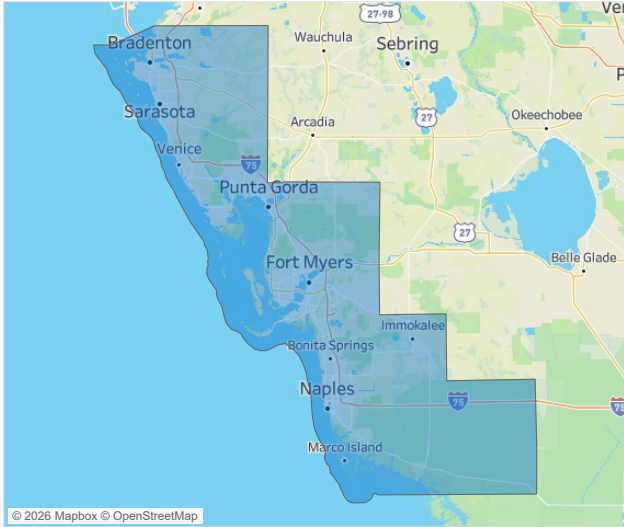 27-98
Ver
Bradenton
Wauchula
Sebring
Sarasota
27
Okeechobee
Arcadia
Venice
75
Punta Gorda
27
Fort Myers
Belle Glade
Immokalee
Bonita Springs
Naples
75
75
Marco Island
© 2026 Mapbox © OpenStreetMap